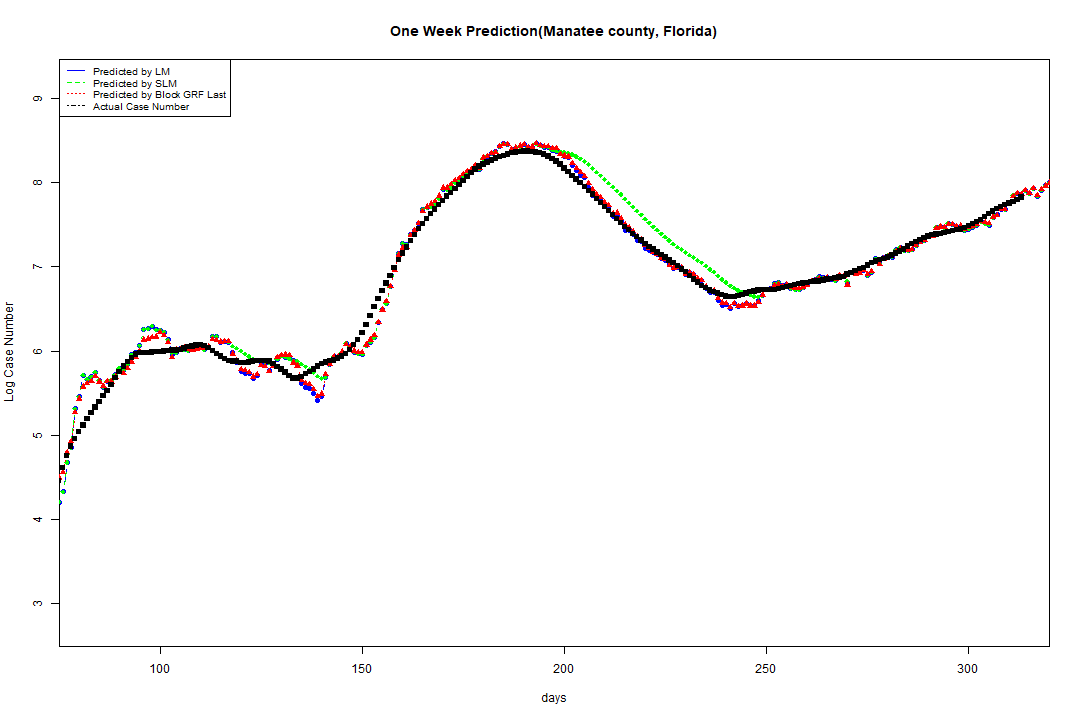 One Week Prediction(Manatee county, Florida)
Predicted by LM
Predicted by SLM
Predicted by Block GRF Last
Actual Case Number
9
8
7
6
5
4
3
Log Case Number
100 150 200 250 300
days